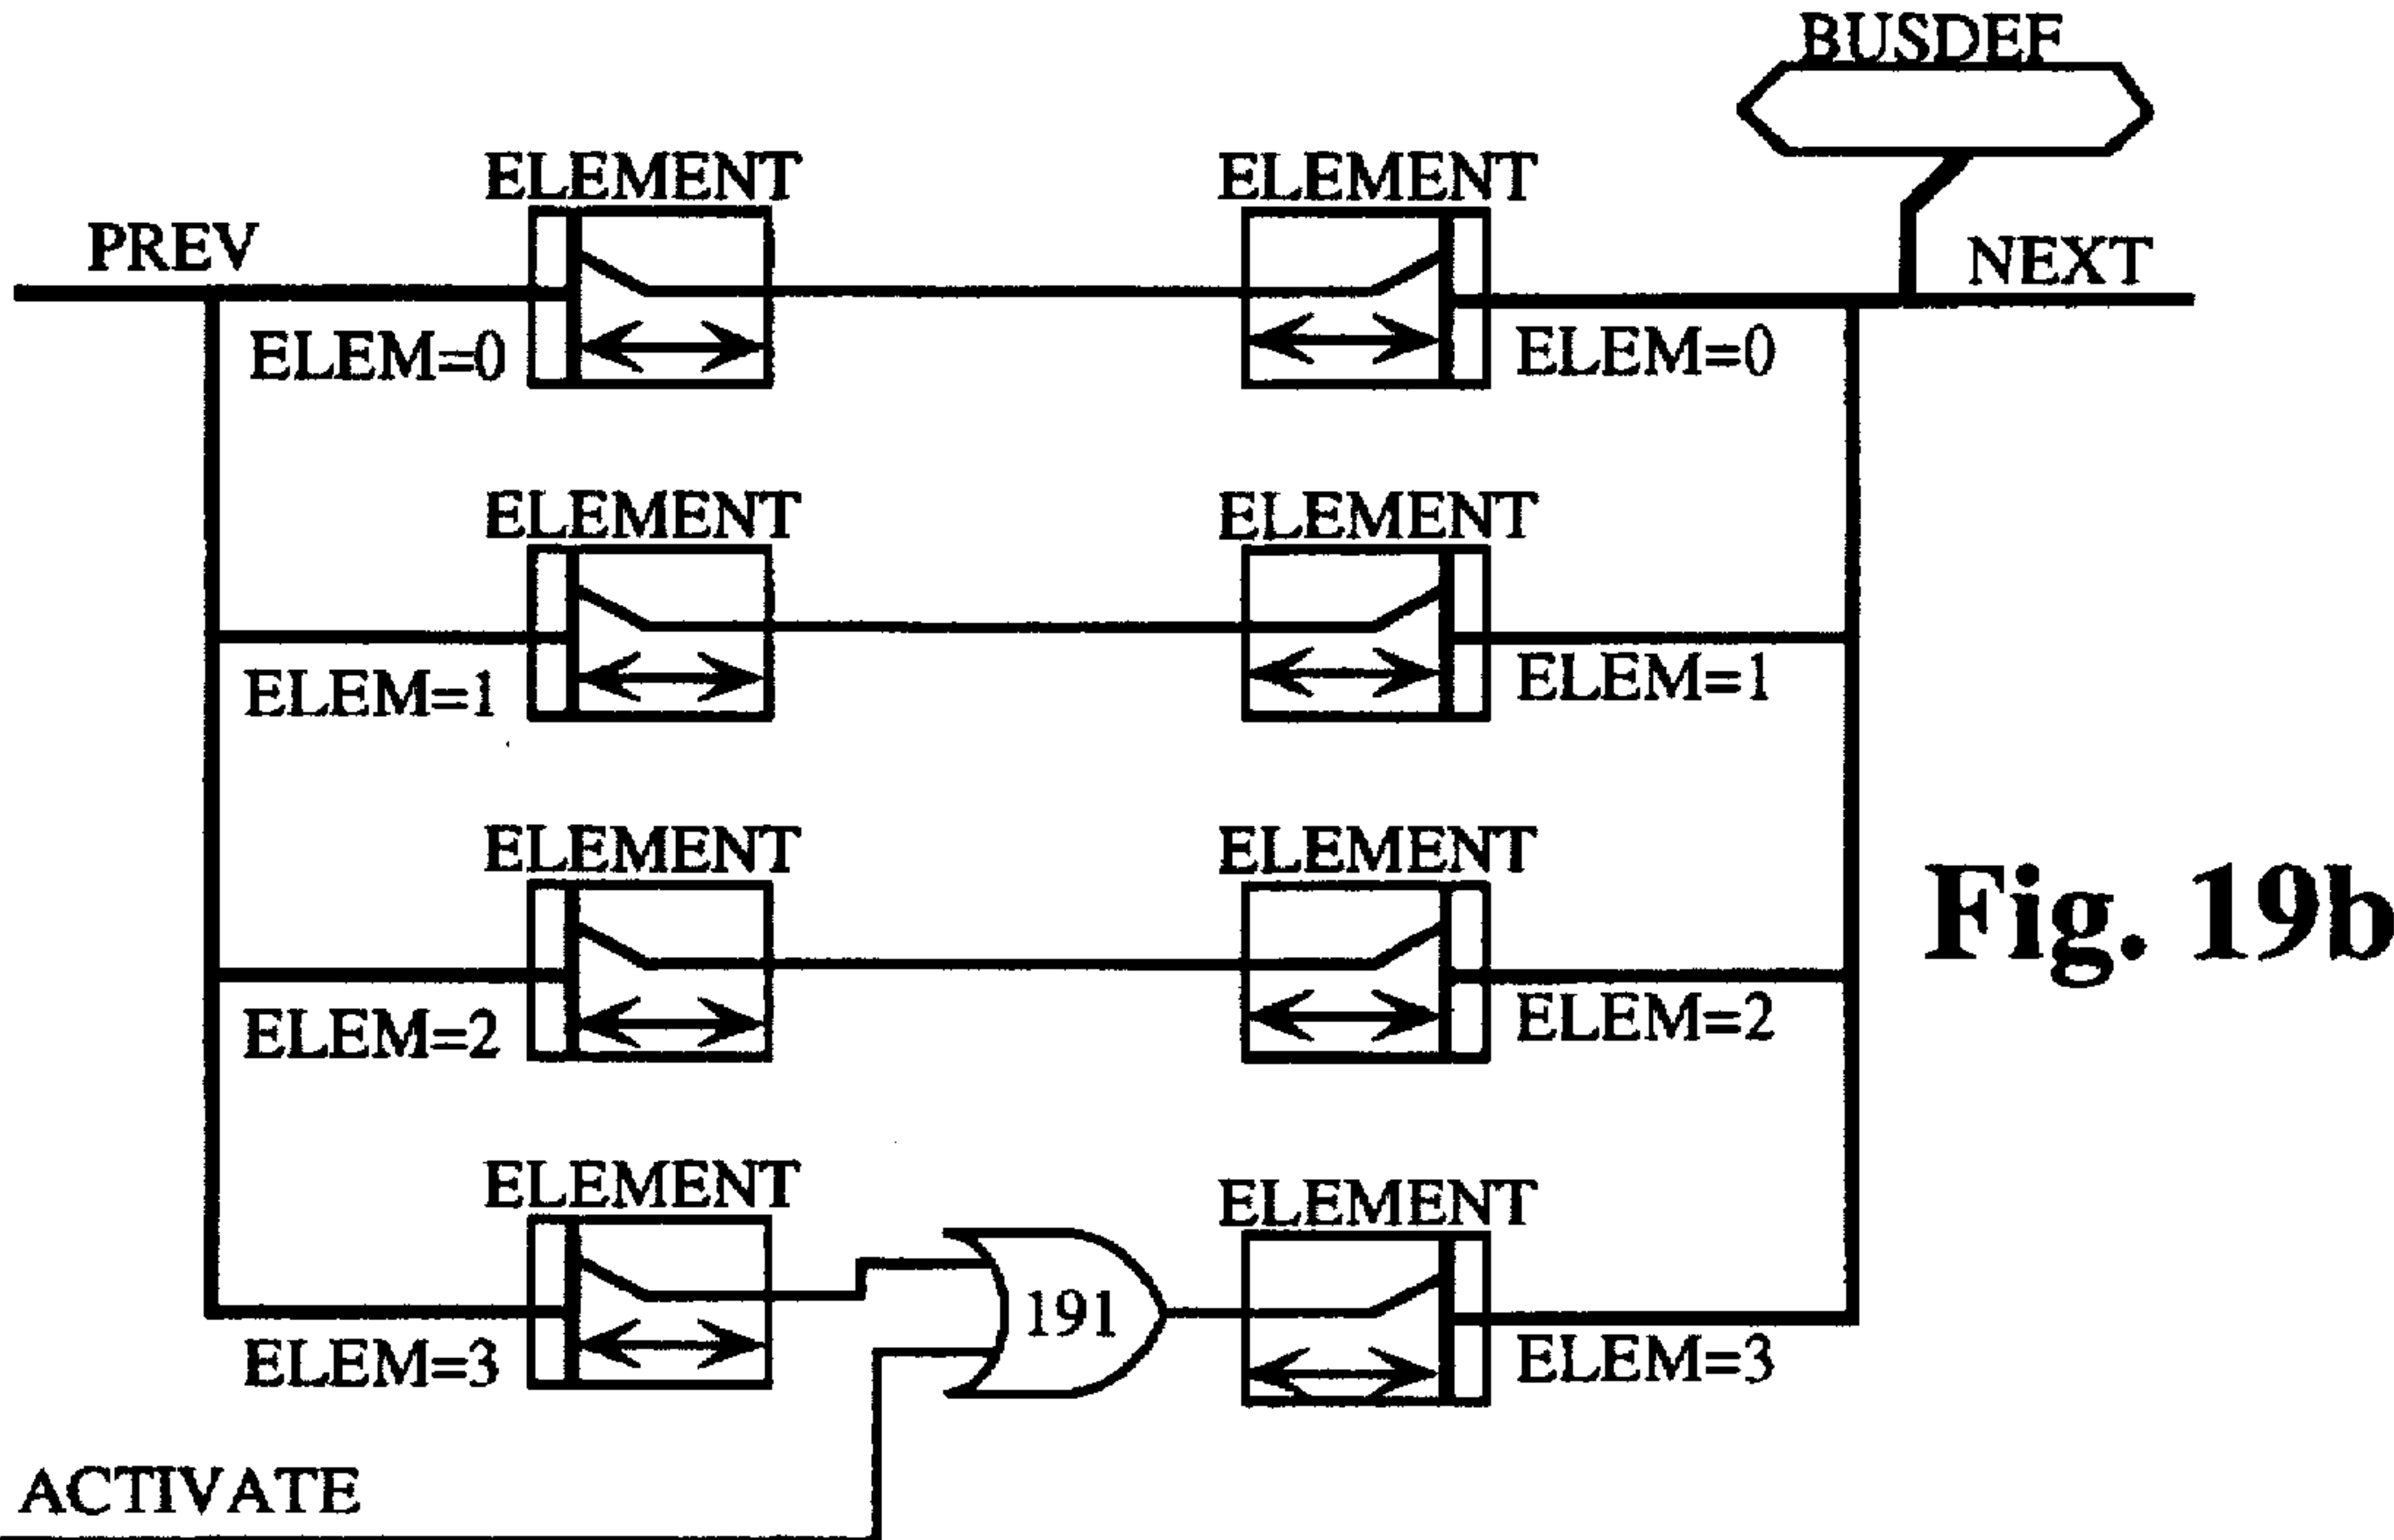 BUSDEF
ELEMENT ELEMENT
PREV NEXT
ELEM=0 ELEM=0
ELEMENT ELEMENT
ELEM=1 ELEM=1
ELEMENT ELEMENT
Fig. 19b
ELEM=2 ELEM=2
ELEMENT ELEMENT
191
ELEM=3 ELEM=3
ACTIVATE